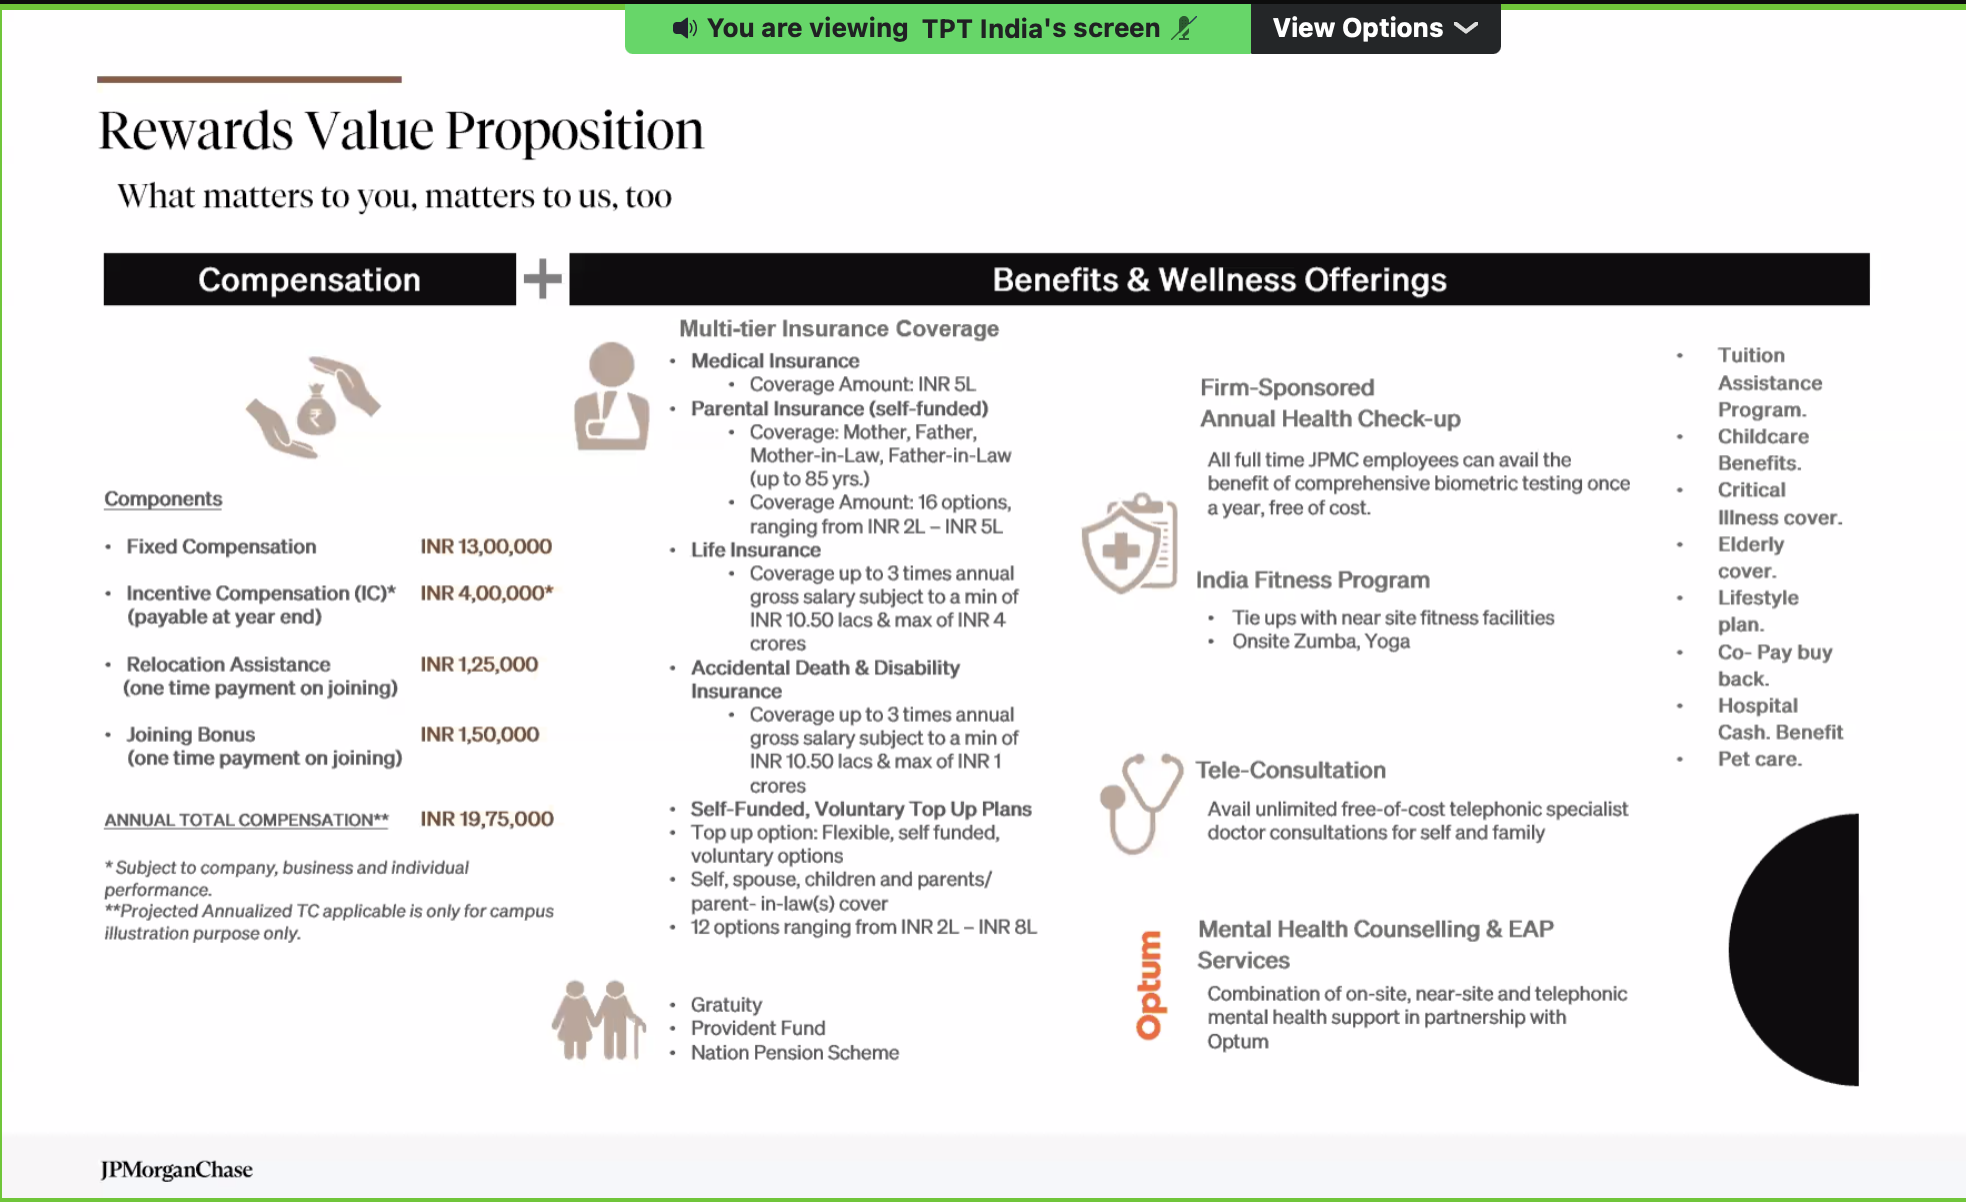 You are viewing TPT India's screen
View Options
Rewards Value Proposition
What matters to you, matters to us, too
Compensation
+
Benefits & Wellness Offerings
Components
• Fixed Compensation INR 13,00,000
• Incentive Compensation (IC)* INR 4,00,000*
(payable at year end)
• Relocation Assistance INR 1,25,000
(one time payment on joining)
• Joining Bonus INR 1,50,000
(one time payment on joining)
ANNUAL TOTAL COMPENSATION** INR 19,75,000
* Subject to company, business and individual
performance.
**Projected Annualized TC applicable is only for campus
illustration purpose only.
Multi-tier Insurance Coverage
• Medical Insurance
• Coverage Amount: INR 5L
• Parental Insurance (self-funded)
• Coverage: Mother, Father,
Mother-in-Law, Father-in-Law
(up to 85 yrs.)
• Coverage Amount: 16 options,
ranging from INR 2L – INR 5L
• Life Insurance
• Coverage up to 3 times annual
gross salary subject to a min of
INR 10.50 lacs & max of INR 4
crores
• Accidental Death & Disability
Insurance
• Coverage up to 3 times annual
gross salary subject to a min of
INR 10.50 lacs & max of INR 1
crores
• Self-Funded, Voluntary Top Up Plans
• Top up option: Flexible, self funded,
voluntary options
• Self, spouse, children and parents/
parent- in-law(s) cover
• 12 options ranging from INR 2L – INR 8L
• Gratuity
• Provident Fund
• Nation Pension Scheme
Firm-Sponsored
Annual Health Check-up
All full time JPMC employees can avail the
benefit of comprehensive biometric testing once
a year, free of cost.
India Fitness Program
• Tie ups with near site fitness facilities
• Onsite Zumba, Yoga
Tele-Consultation
Avail unlimited free-of-cost telephonic specialist
doctor consultations for self and family
Optum
Mental Health Counselling & EAP
Services
Combination of on-site, near-site and telephonic
mental health support in partnership with
Optum
• Tuition
Assistance
Program.
• Childcare
Benefits.
• Critical
Illness cover.
• Elderly
cover.
• Lifestyle
plan.
• Co- Pay buy
back.
• Hospital
Cash. Benefit
• Pet care.
JPMorganChase